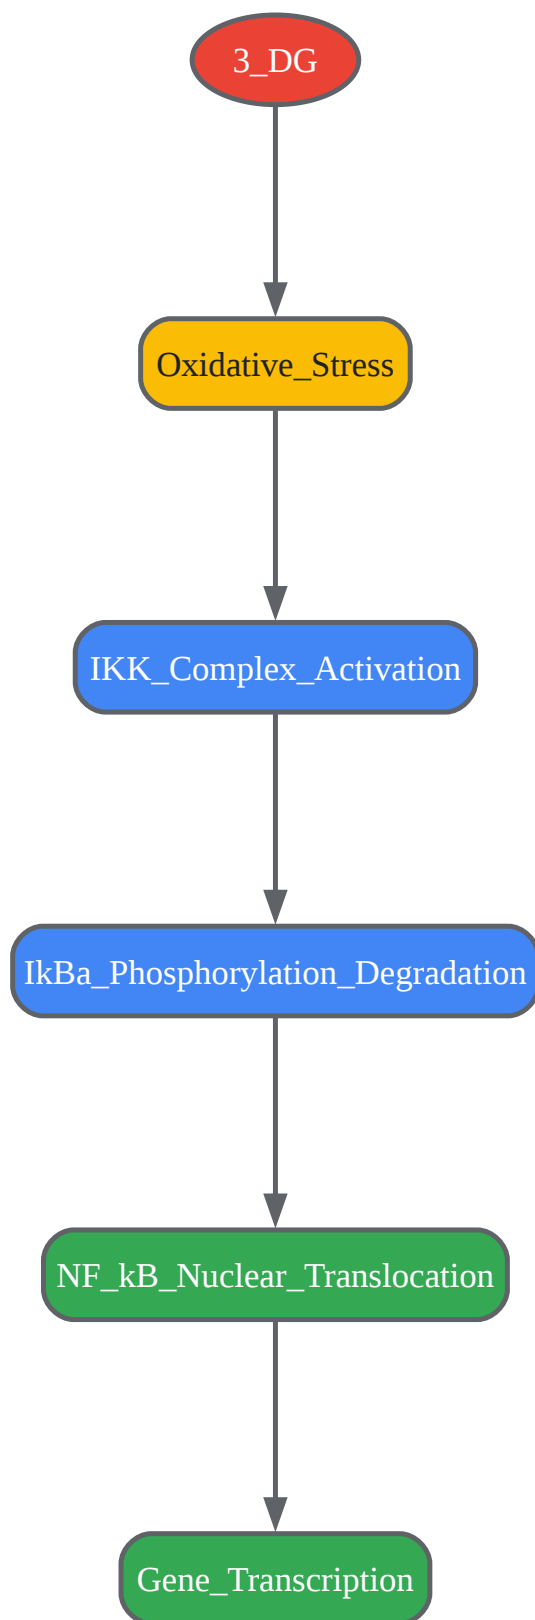 3_DG
Oxidative_Stress
IKK_Complex_Activation
IkBa_Phosphorylation_Degradation
NF_kB_Nuclear_Translocation
Gene_Transcription